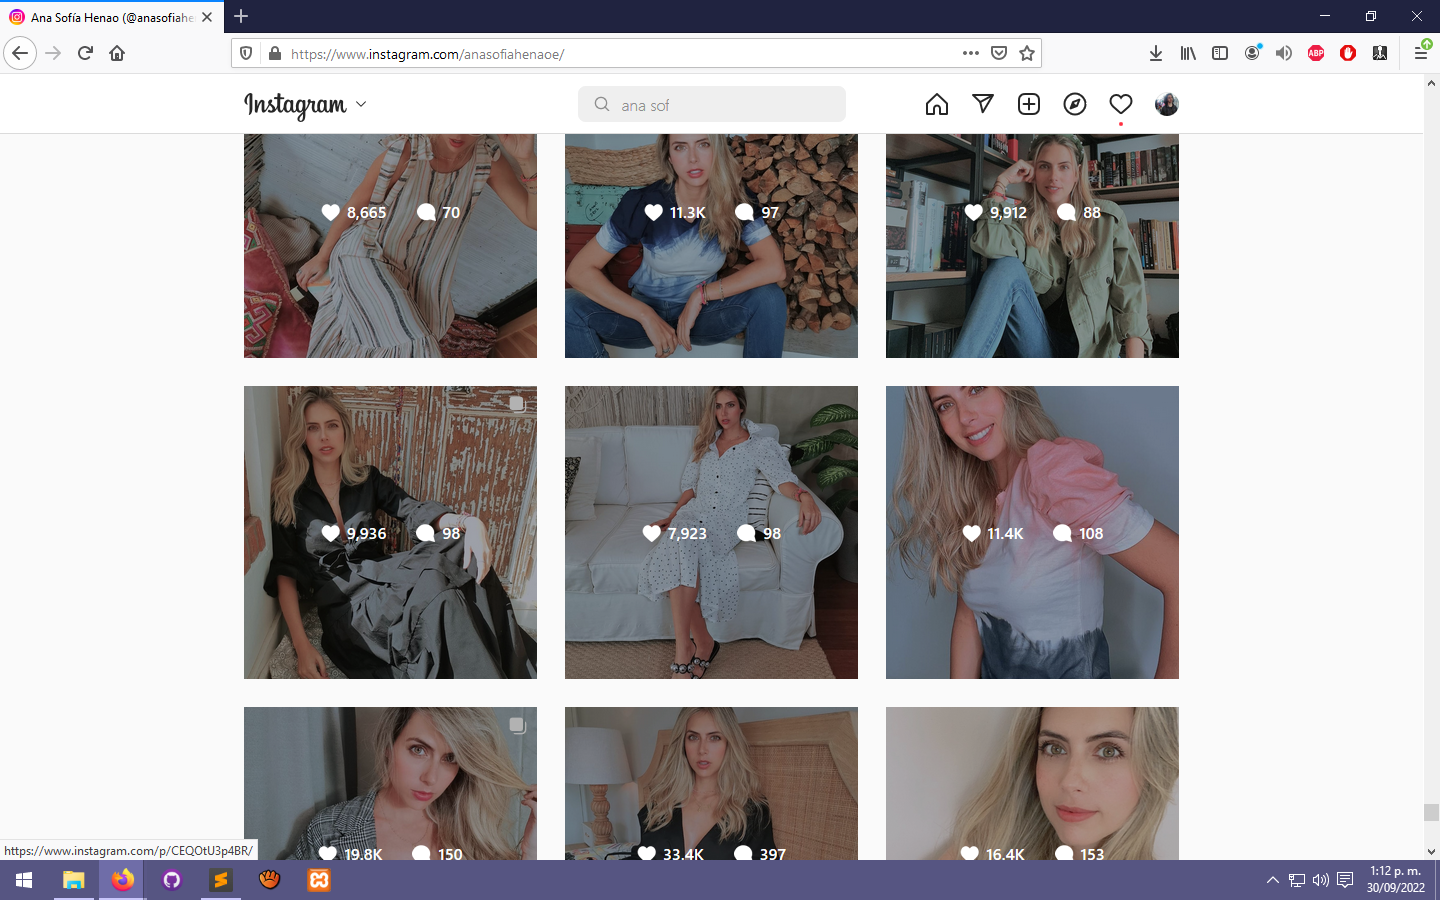 Ana Sofía Henao (@anasofiahe
https://www.instagram.com/anasofiahenaoe/
ABP
Instagram
ana sof
8,665 70
11.3K 97
9,912 88
9,936 98
7,923 98
11.4K 108
19.8K 150
33.4K 397
16.4K 153
https://www.instagram.com/p/CEQOtU3p4BR/
1:12 p. m.
30/09/2022